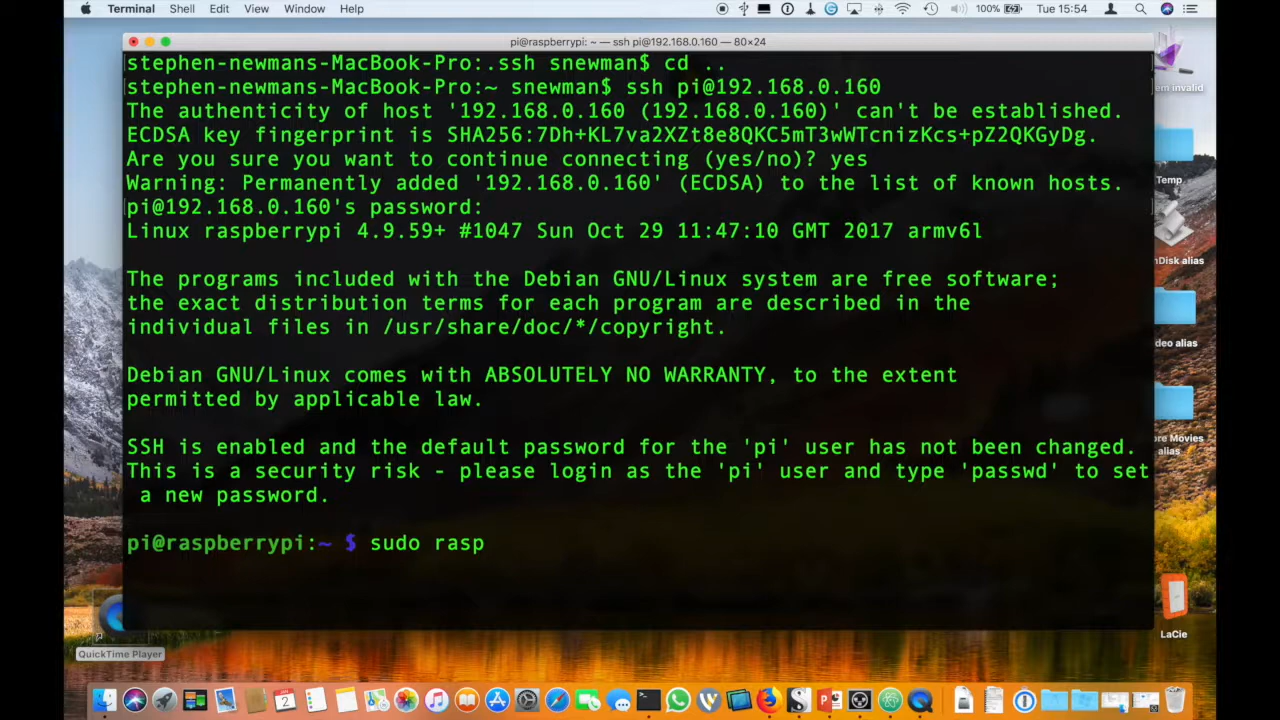 Terminal Shell Edit View Window Help 100% Tue 15:54
pi@raspberrypi: ~ — ssh pi@192.168.0.160 — 80×24
stephen-newmans-MacBook-Pro:.ssh snewman$ cd ..
stephen-newmans-MacBook-Pro:~ snewman$ ssh pi@192.168.0.160
The authenticity of host '192.168.0.160 (192.168.0.160)' can't be established.
ECDSA key fingerprint is SHA256:7Dh+KL7va2XZt8e8QKC5mT3wWTcnizKcs+pZ2QKGyDg.
Are you sure you want to continue connecting (yes/no)? yes
Warning: Permanently added '192.168.0.160' (ECDSA) to the list of known hosts.
pi@192.168.0.160's password:
Linux raspberrypi 4.9.59+ #1047 Sun Oct 29 11:47:10 GMT 2017 armv6l
The programs included with the Debian GNU/Linux system are free software;
the exact distribution terms for each program are described in the
individual files in /usr/share/doc/*/copyright.
Debian GNU/Linux comes with ABSOLUTELY NO WARRANTY, to the extent
permitted by applicable law.
SSH is enabled and the default password for the 'pi' user has not been changed.
This is a security risk - please login as the 'pi' user and type 'passwd' to set
a new password.
pi@raspberrypi:~ $ sudo rasp
em invalid
Temp
nDisk alias
deo alias
ore Movies
alias
LaCie
QuickTime Player